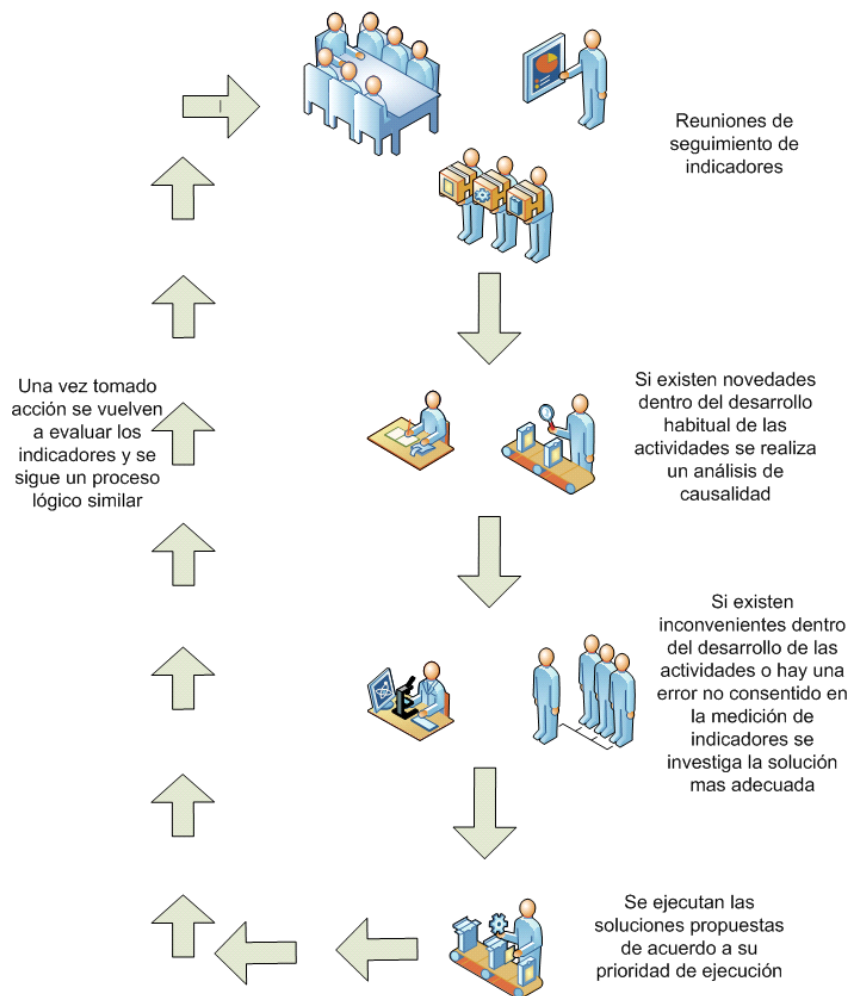 Reuniones de
seguimiento de
indicadores
Si existen novedades
dentro del desarrollo
habitual de las
actividades se realiza
un análisis de
causalidad
Una vez tomado
acción se vuelven
a evaluar los
indicadores y se
sigue un proceso
lógico similar
Si existen
inconvenientes dentro
del desarrollo de las
actividades o hay una
error no consentido en
la medición de
indicadores se
investiga la solución
mas adecuada
Se ejecutan las
soluciones propuestas
de acuerdo a su
prioridad de ejecución